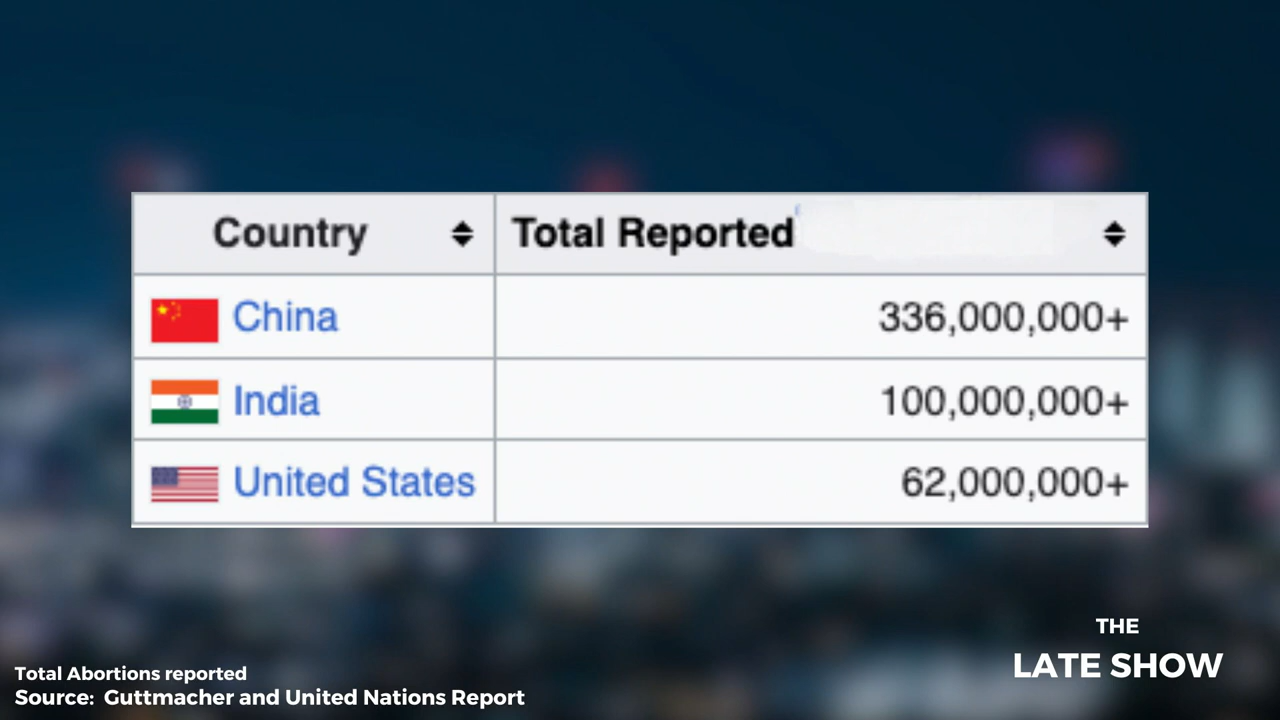 Country Total Reported
China 336,000,000+
India 100,000,000+
United States 62,000,000+
THE
LATE SHOW
Total Abortions reported
Source: Guttmacher and United Nations Report